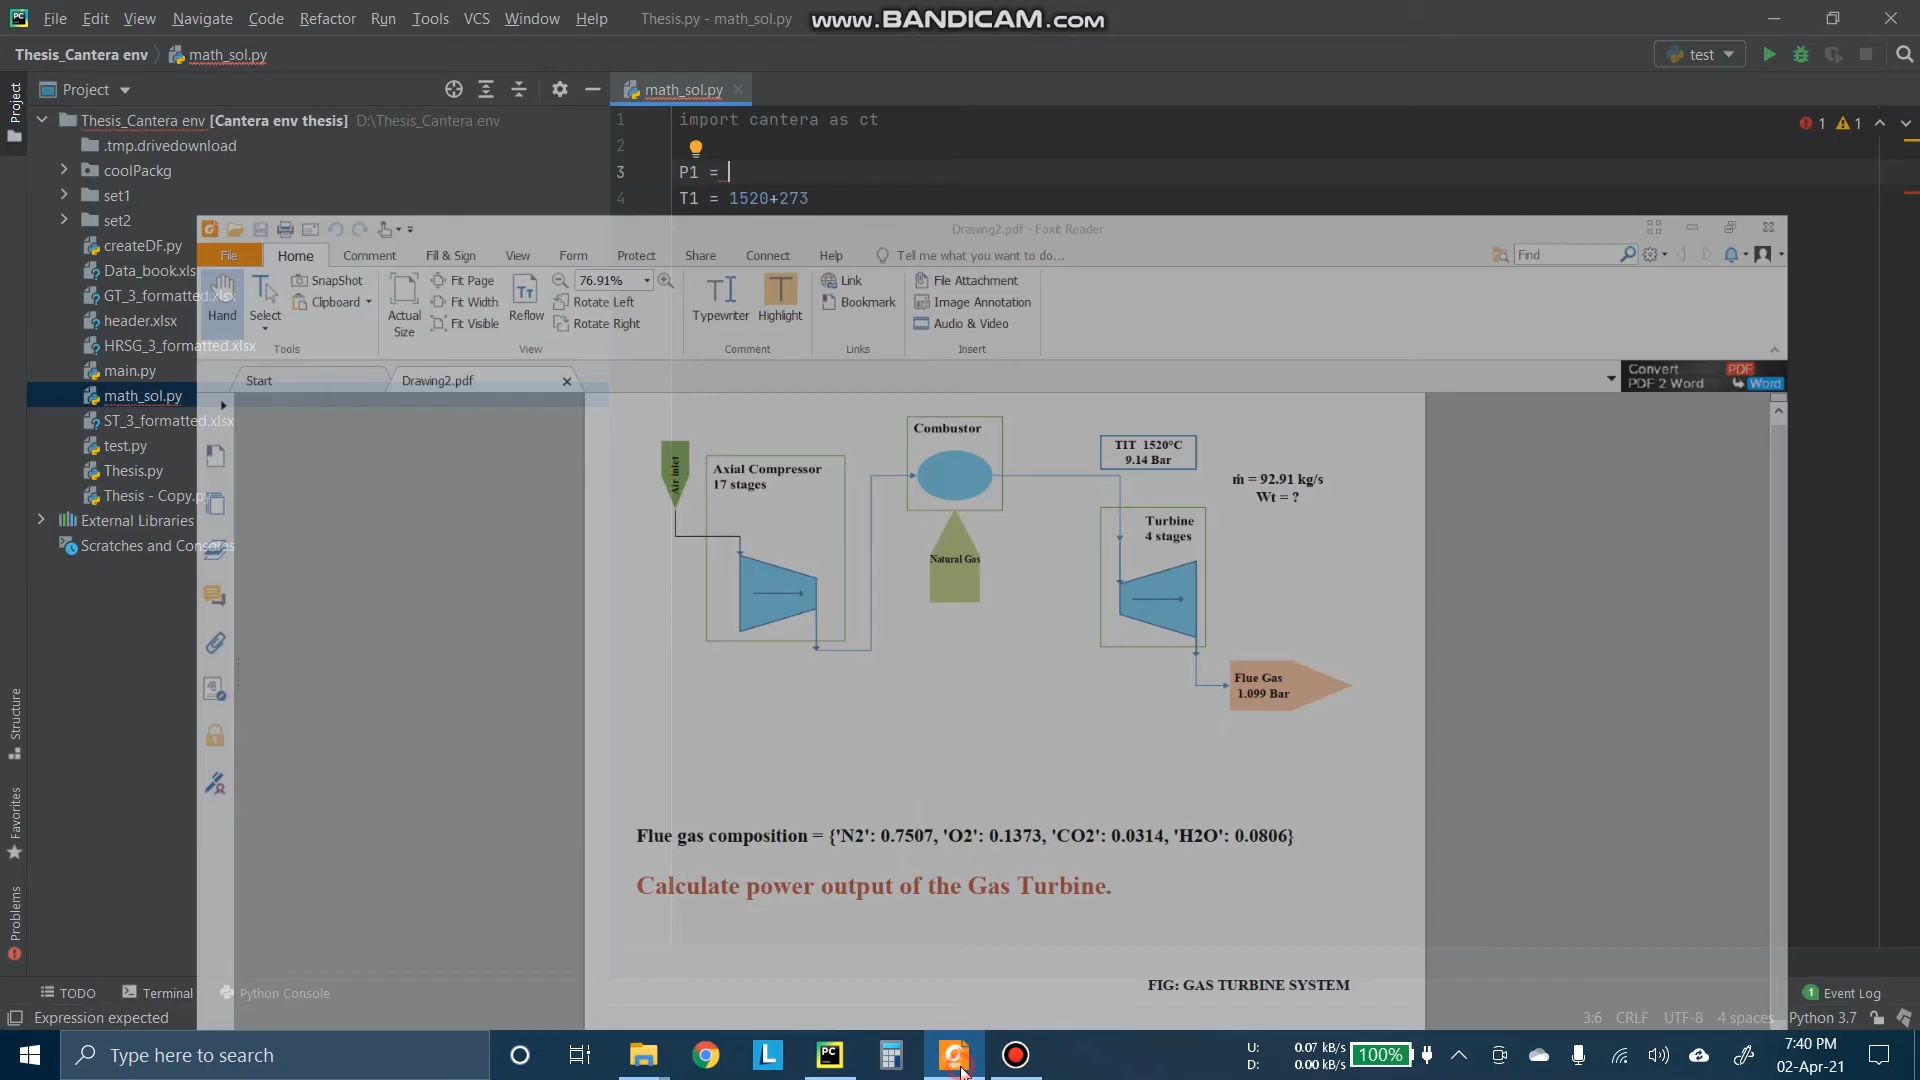 File Edit View Navigate Code Refactor Run Tools VCS Window Help Thesis.py - math_sol.py
www.BANDICAM.com
Thesis_Cantera env math_sol.py
test
Project
Project
math_sol.py
Thesis_Cantera env [Cantera env thesis] D:\Thesis_Cantera env
.tmp.drivedownload
coolPackg
set1
set2
createDF.py
Data_book.xls
GT_3_formatted.xlsx
header.xlsx
HRSG_3_formatted.xlsx
main.py
math_sol.py
ST_3_formatted.xlsx
test.py
Thesis.py
Thesis - Copy.py
External Libraries
Scratches and Consoles
1 import cantera as ct
2
3 P1 =
4 T1 = 1520+273
1 1
Drawing2.pdf - Foxit Reader
File Home Comment Fill & Sign View Form Protect Share Connect Help Tell me what you want to do... Find
Hand
Select
SnapShot
Clipboard
Tools
Actual
Size
Fit Page
Fit Width
Fit Visible
Reflow
76.91%
Rotate Left
Rotate Right
View
Typewriter
Highlight
Comment
Link
Bookmark
Links
File Attachment
Image Annotation
Audio & Video
Insert
Start
Drawing2.pdf
Convert PDF
PDF 2 Word Word
Air inlet
Axial Compressor
17 stages
Combustor
Natural Gas
TIT 1520°C
9.14 Bar
ṁ = 92.91 kg/s
Wt = ?
Turbine
4 stages
Flue Gas
1.099 Bar
Flue gas composition = {'N2': 0.7507, 'O2': 0.1373, 'CO2': 0.0314, 'H2O': 0.0806}
Calculate power output of the Gas Turbine.
FIG: GAS TURBINE SYSTEM
Structure
Favorites
Problems
TODO Terminal Python Console
1 Event Log
Expression expected
3:6 CRLF UTF-8 4 spaces Python 3.7
Type here to search
L
PC
U: 0.07 kB/s
D: 0.00 kB/s
100%
7:40 PM
02-Apr-21